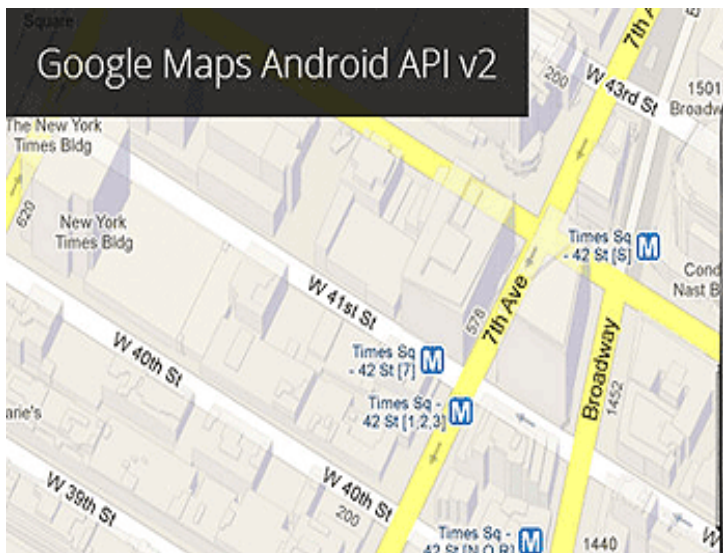 Square
Google Maps Android API v2
7th A
200
W 43rd St
1501
Broadw
The New York
Times Bldg
620
New York
Times Bldg
Times Sq
- 42 St [S]
Cond
Nast B
W 41st St
578
7th Ave
Broadway
1452
W 40th St
Times Sq
- 42 St [7]
M
Times Sq -
42 St [1,2,3]
M
M
arie's
W 39th St
W 40th St
200
Times Sq -
42 St [N,Q,R]
M
1440
W